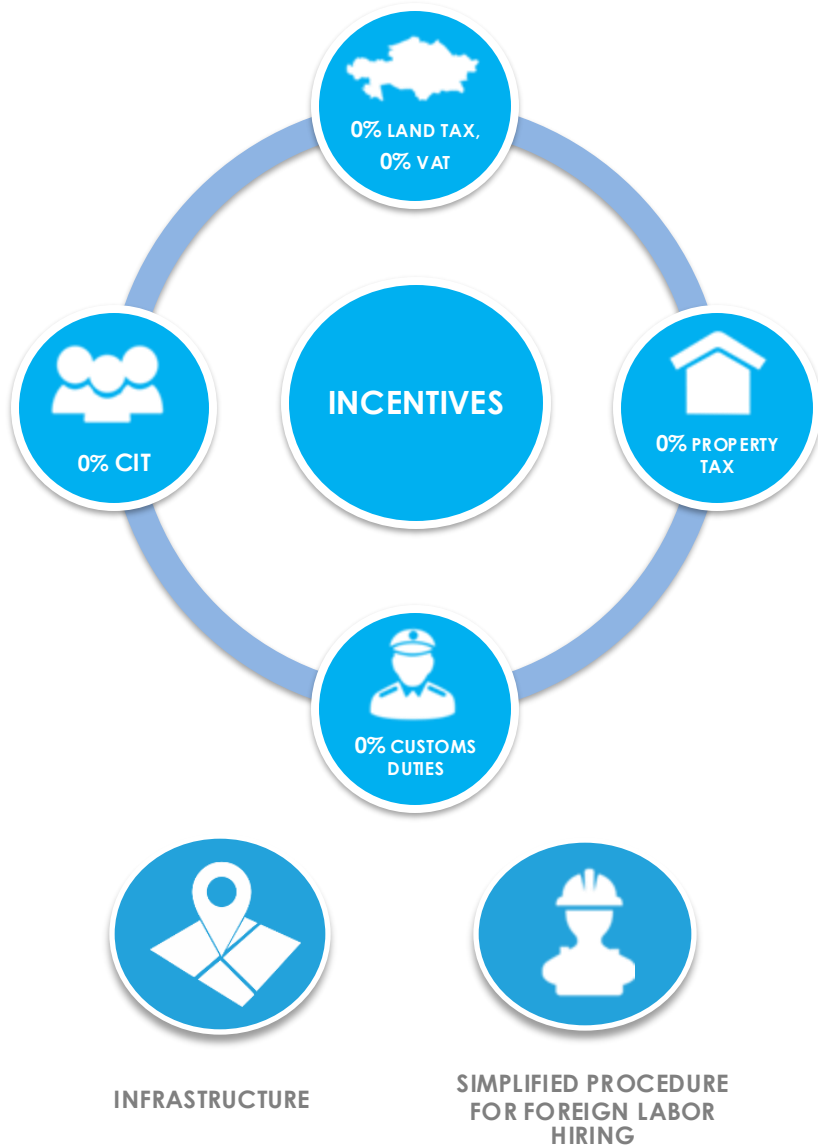 0% LAND TAX,
0% VAT
INCENTIVES
0% CIT
0% PROPERTY
TAX
0% CUSTOMS
DUTIES
INFRASTRUCTURE
SIMPLIFIED PROCEDURE
FOR FOREIGN LABOR
HIRING